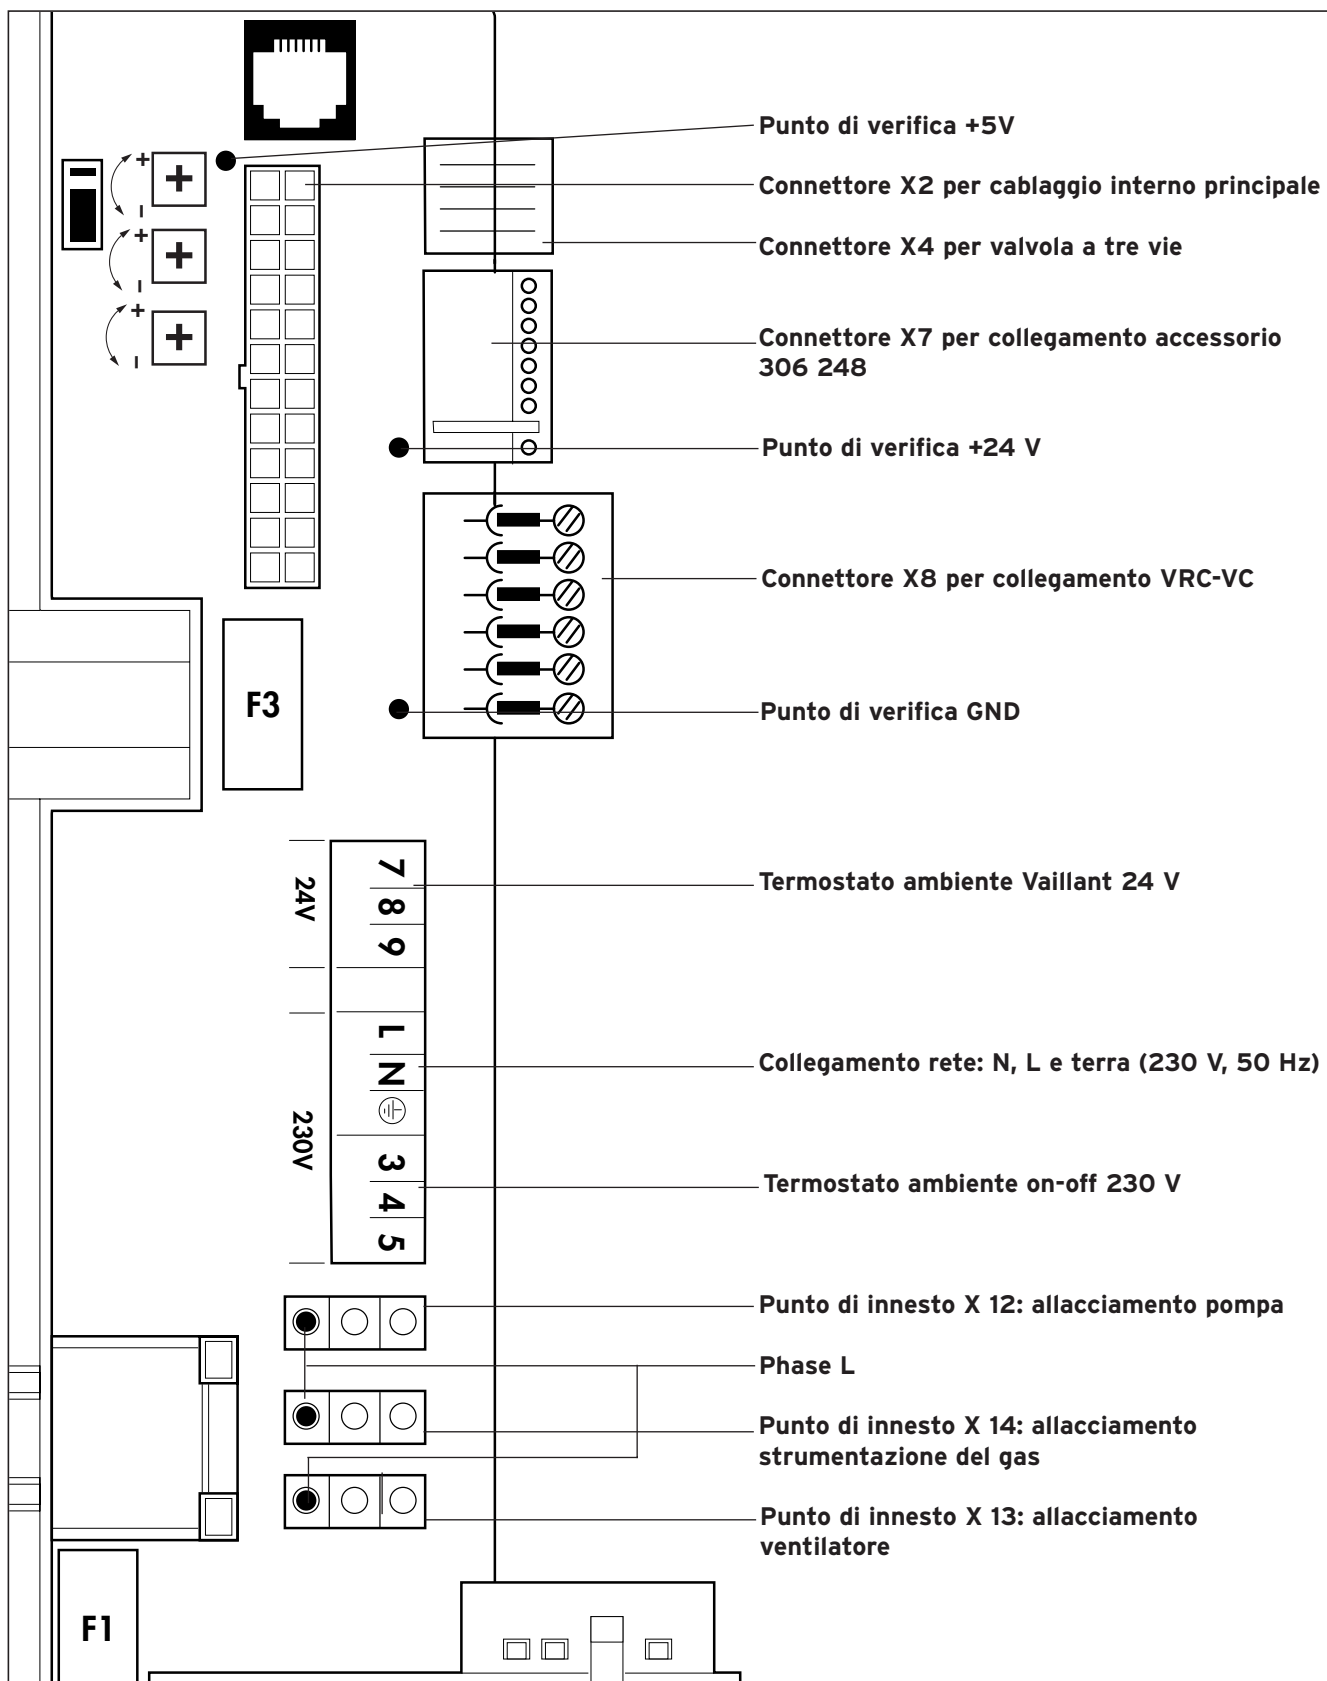 Punto di verifica +5V
Connettore X2 per cablaggio interno principale
Connettore X4 per valvola a tre vie
Connettore X7 per collegamento accessorio
306 248
Punto di verifica +24 V
Connettore X8 per collegamento VRC-VC
F3
Punto di verifica GND
24V
7
8
9
Termostato ambiente Vaillant 24 V
230V
L
N
Collegamento rete: N, L e terra (230 V, 50 Hz)
3
4
5
Termostato ambiente on-off 230 V
Punto di innesto X 12: allacciamento pompa
Phase L
Punto di innesto X 14: allacciamento
strumentazione del gas
Punto di innesto X 13: allacciamento
ventilatore
F1